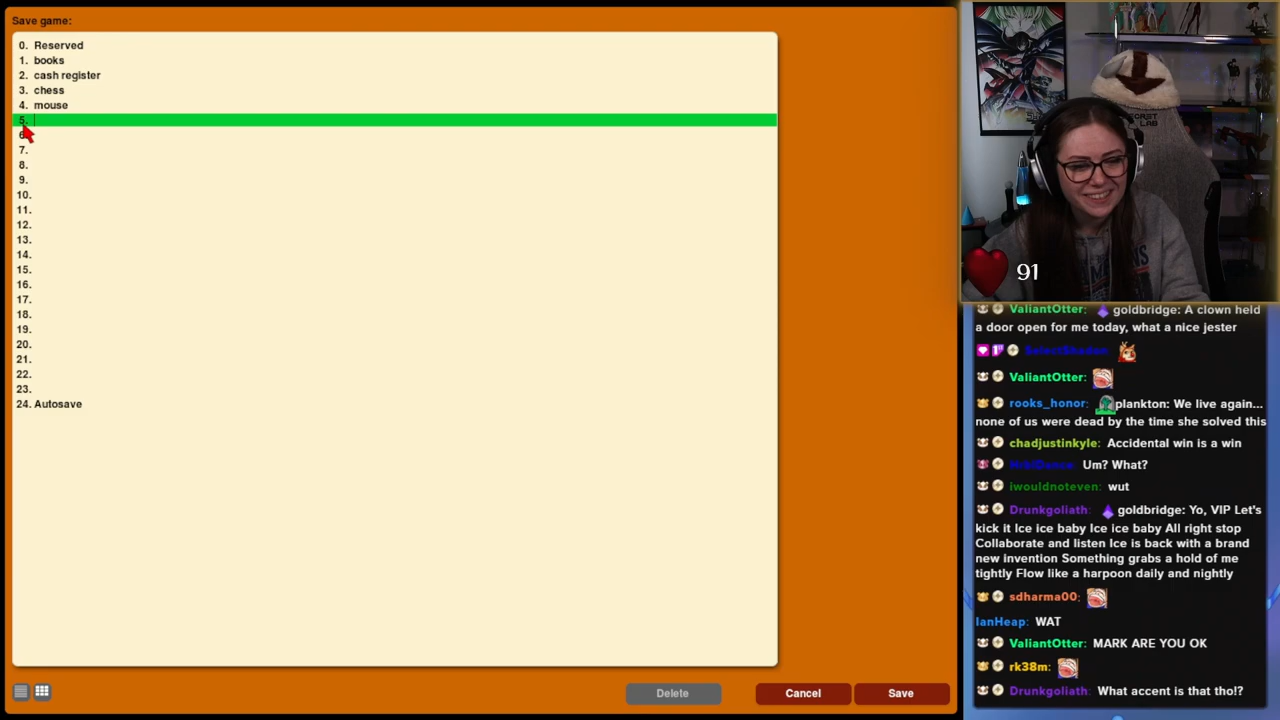 Save game:
0. Reserved
1. books
2. cash register
3. chess
4. mouse
5.
6.
7.
8.
9.
10.
11.
12.
13.
14.
15.
16.
17.
18.
19.
20.
21.
22.
23.
24. Autosave
Delete
Cancel
Save
91
ValiantOtter: goldbridge: A clown held
a door open for me today, what a nice jester
ValiantOtter:
rooks_honor: plankton: We live again...
none of us were dead by the time she solved this
chadjustinkyle: Accidental win is a win
Um? What?
iwouldnoteven: wut
Drunkgoliath: goldbridge: Yo, VIP Let's
kick it Ice ice baby Ice ice baby All right stop
Collaborate and listen Ice is back with a brand
new invention Something grabs a hold of me
tightly Flow like a harpoon daily and nightly
sdharma00:
IanHeap: WAT
ValiantOtter: MARK ARE YOU OK
rk38m:
Drunkgoliath: What accent is that tho!?